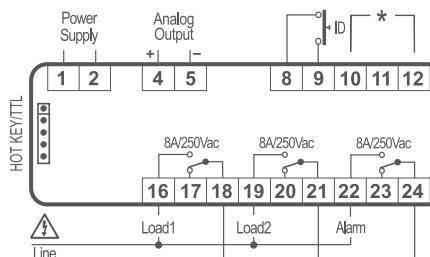 Power Supply
Analog Output
+ –
ID
*
1 2 4 5 8 9 10 11 12
HOT KEY/TTL
8A/250Vac 8A/250Vac 8A/250Vac
16 17 18 19 20 21 22 23 24
Load1 Load2 Alarm
Line